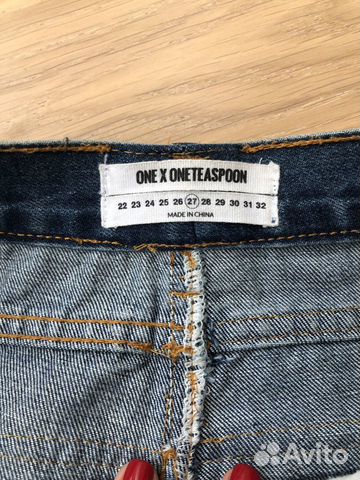 ONE X ONETEASPOON
22 23 24 25 26 27 28 29 30 31 32
MADE IN CHINA
Avito